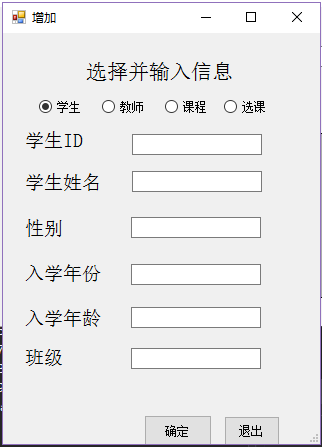 增加
选择并输入信息
学生 教师 课程 选课
学生ID
学生姓名
性别
入学年份
入学年龄
班级
确定 退出